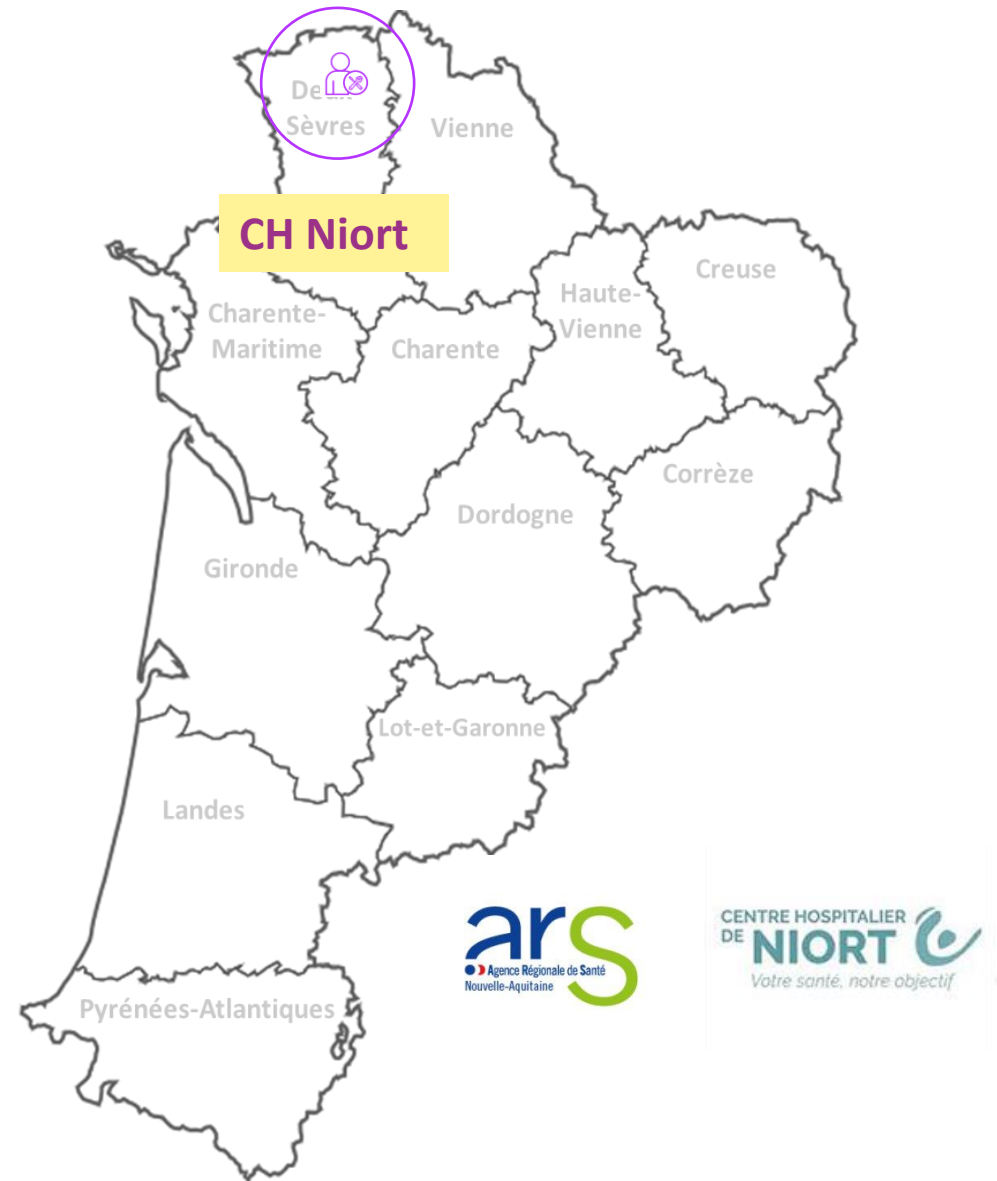 De
Sèvres
Vienne
CH Niort
Creuse
Haute-
Vienne
Charente-
Maritime
Charente
Corrèze
Dordogne
Gironde
Lot-et-Garonne
Landes
ars
Agence Régionale de Santé
Nouvelle-Aquitaine
CENTRE HOSPITALIER
DE NIORT
Votre santé, notre objectif
Pyrénées-Atlantiques